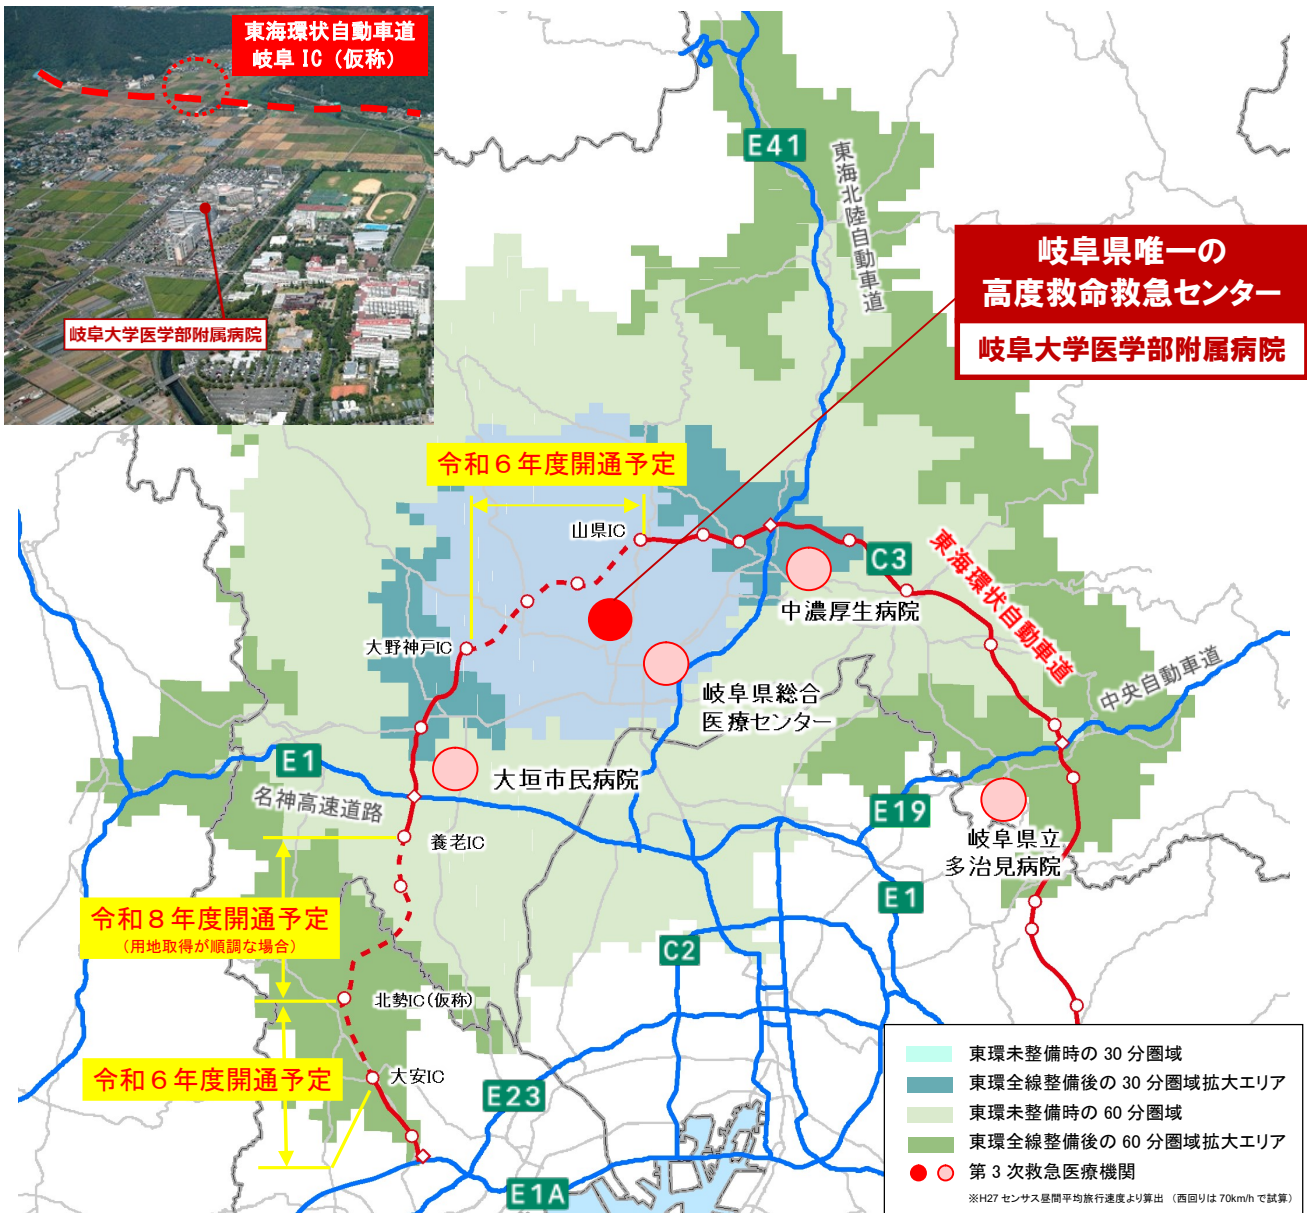 東海環状自動車道
岐阜 IC（仮称）
岐阜大学医学部附属病院
E41
東海北陸自動車道
岐阜県唯一の
高度救命救急センター
岐阜大学医学部附属病院
令和６年度開通予定
山県IC
C3
東海環状自動車道
中濃厚生病院
大野神戸IC
岐阜県総合
医療センター
中央自動車道
E1
名神高速道路
大垣市民病院
E19
養老IC
岐阜県立
多治見病院
E1
令和８年度開通予定
（用地取得が順調な場合）
C2
北勢IC(仮称)
令和６年度開通予定
大安IC
E23
E1A
東環未整備時の 30 分圏域
東環全線整備後の 30 分圏域拡大エリア
東環未整備時の 60 分圏域
東環全線整備後の 60 分圏域拡大エリア
第 3 次救急医療機関
※H27 センサス昼間平均旅行速度より算出 （西回りは 70km/h で試算）